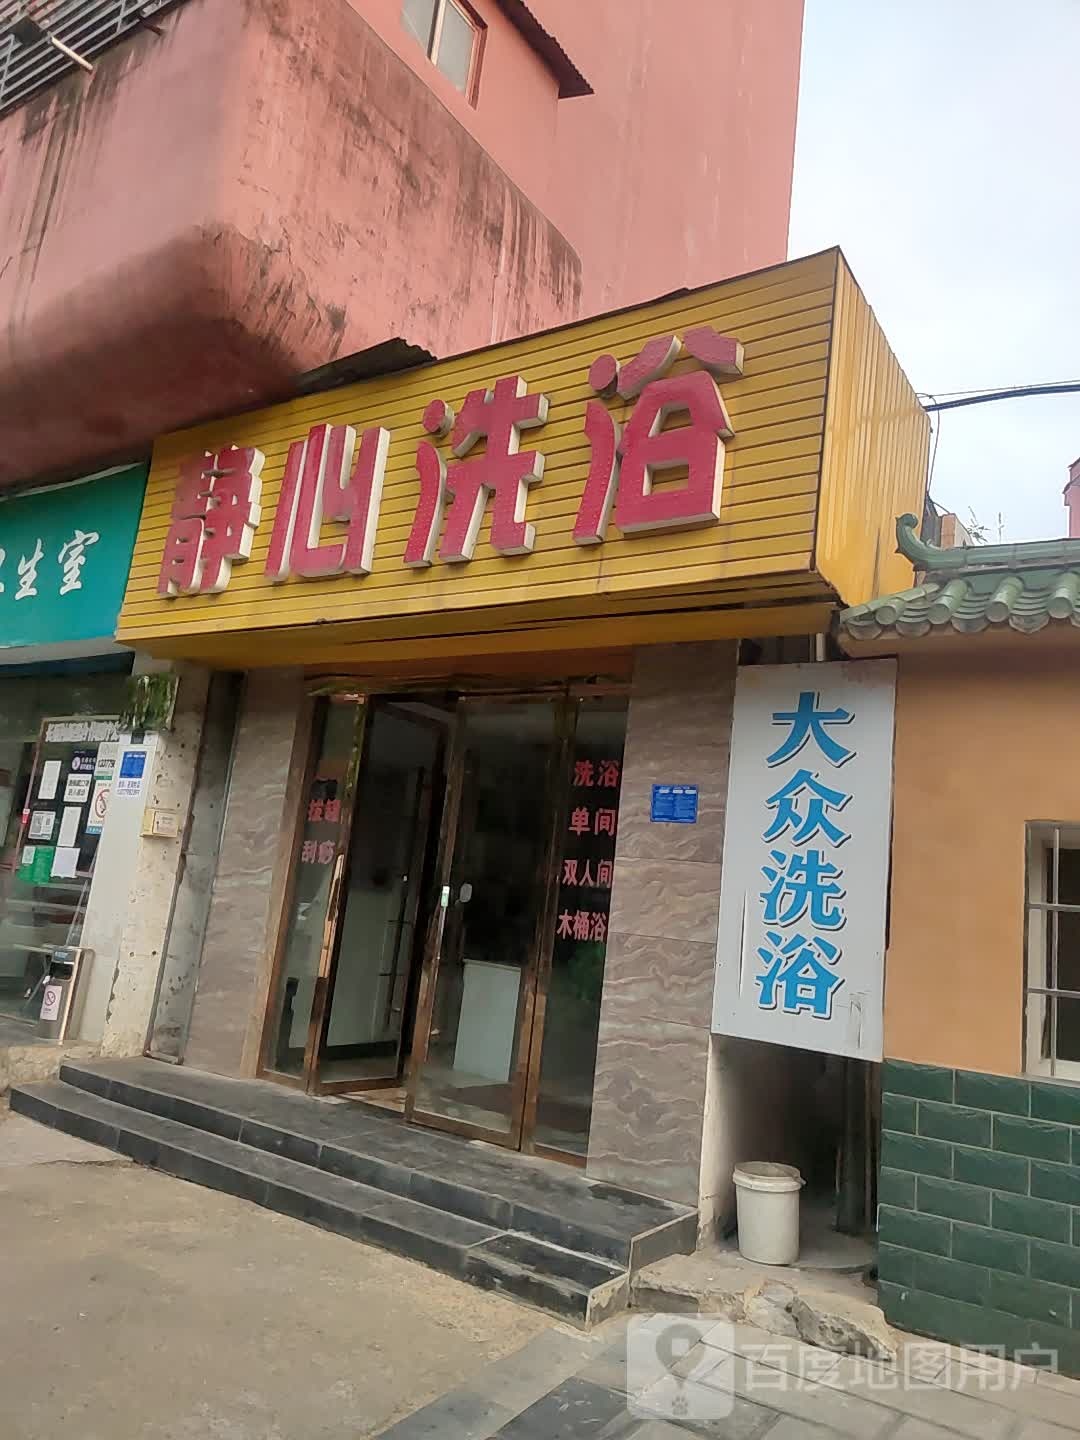 静心洗浴
生室
大众洗浴
拔罐
刮痧
洗浴
单间
双人间
木桶浴
百度地图用户